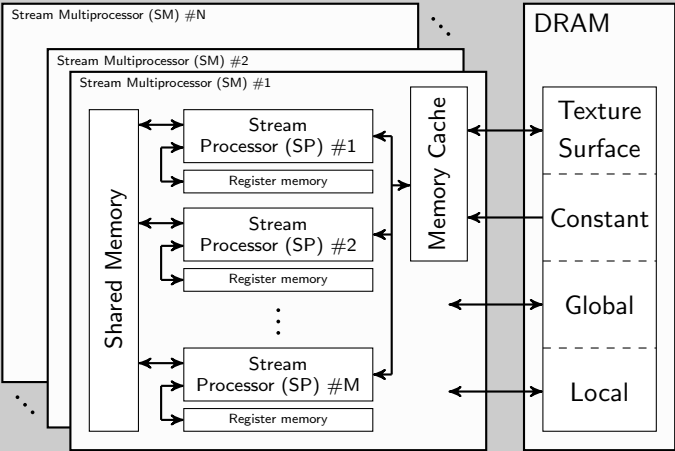 Stream Multiprocessor (SM) #N
Stream Multiprocessor (SM) #2
Stream Multiprocessor (SM) #1
Shared Memory
Stream
Processor (SP) #1
Register memory
Stream
Processor (SP) #2
Register memory
Stream
Processor (SP) #M
Register memory
Memory Cache
DRAM
Texture
Surface
Constant
Global
Local